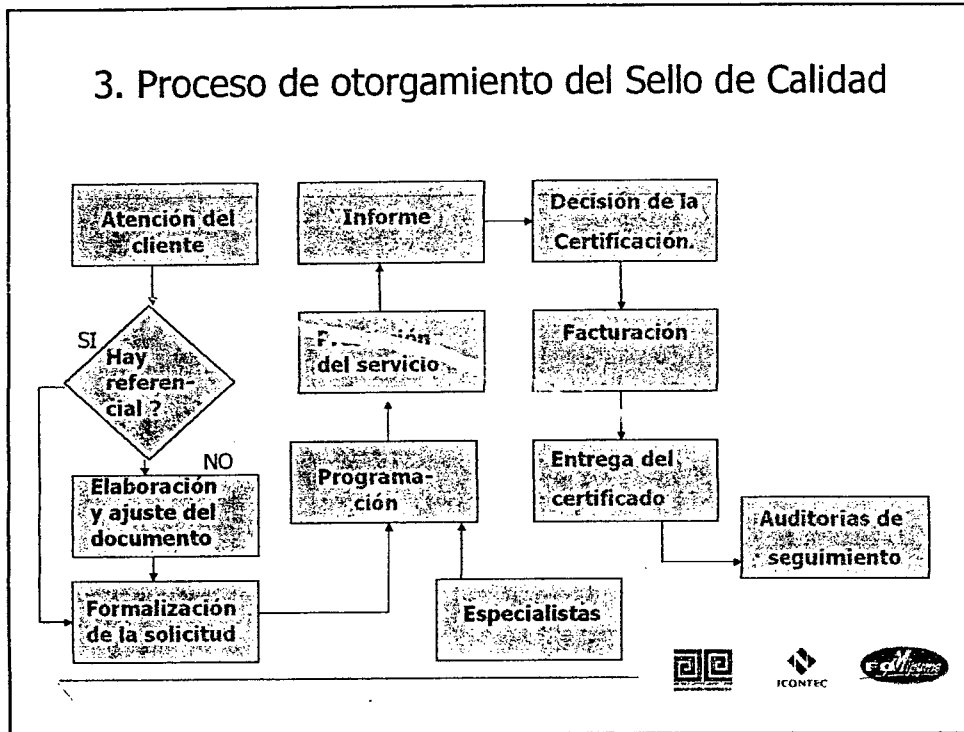 3. Proceso de otorgamiento del Sello de Calidad
Atención del
cliente
SI
Hay
referen-
cial ?
NO
Elaboración
y ajuste del
documento
Formalización
de la solicitud
Informe
del servicio
Programa-
ción
Especialistas
Decisión de la
Certificación.
Facturación
Entrega del
certificado
Auditorias de
seguimiento
ICONTEC